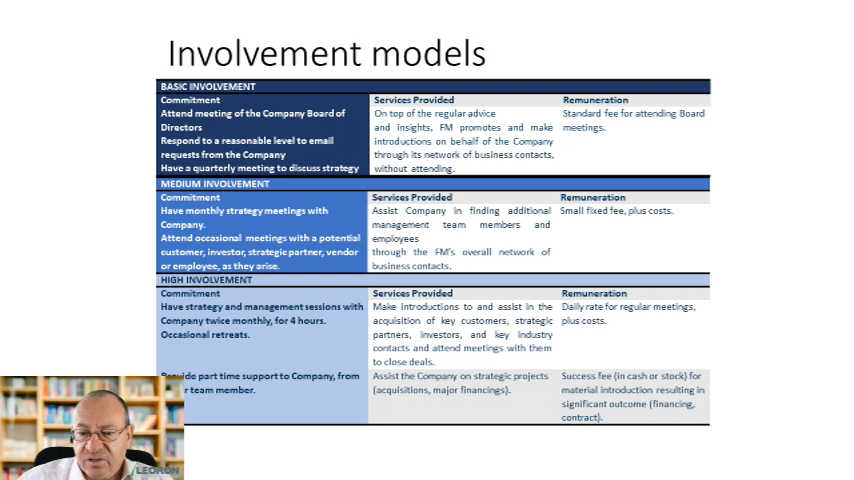 Involvement models
BASIC INVOLVEMENT
Commitment
Attend meeting of the Company Board of
Directors
Respond to a reasonable level to email
requests from the Company
Have a quarterly meeting to discuss strategy
Services Provided
On top of the regular advice
and insights, FM promotes and make
introductions on behalf of the Company
through its network of business contacts,
without attending.
Remuneration
Standard fee for attending Board
meetings.
MEDIUM INVOLVEMENT
Commitment
Have monthly strategy meetings with
Company.
Attend occasional meetings with a potential
customer, investor, strategic partner, vendor
or employee, as they arise.
Services Provided
Assist Company in finding additional
management team members and
employees
through the FM's overall network of
business contacts.
Remuneration
Small fixed fee, plus costs.
HIGH INVOLVEMENT
Commitment
Have strategy and management sessions with
Company twice monthly, for 4 hours.
Occasional retreats.
Services Provided
Make introductions to and assist in the
acquisition of key customers, strategic
partners, investors, and key industry
contacts and attend meetings with them
to close deals.
Remuneration
Daily rate for regular meetings,
plus costs.
Provide part time support to Company, from
team member.
Assist the Company on strategic projects
(acquisitions, major financings).
Success fee (in cash or stock) for
material introduction resulting in
significant outcome (financing,
contract).
LEORON